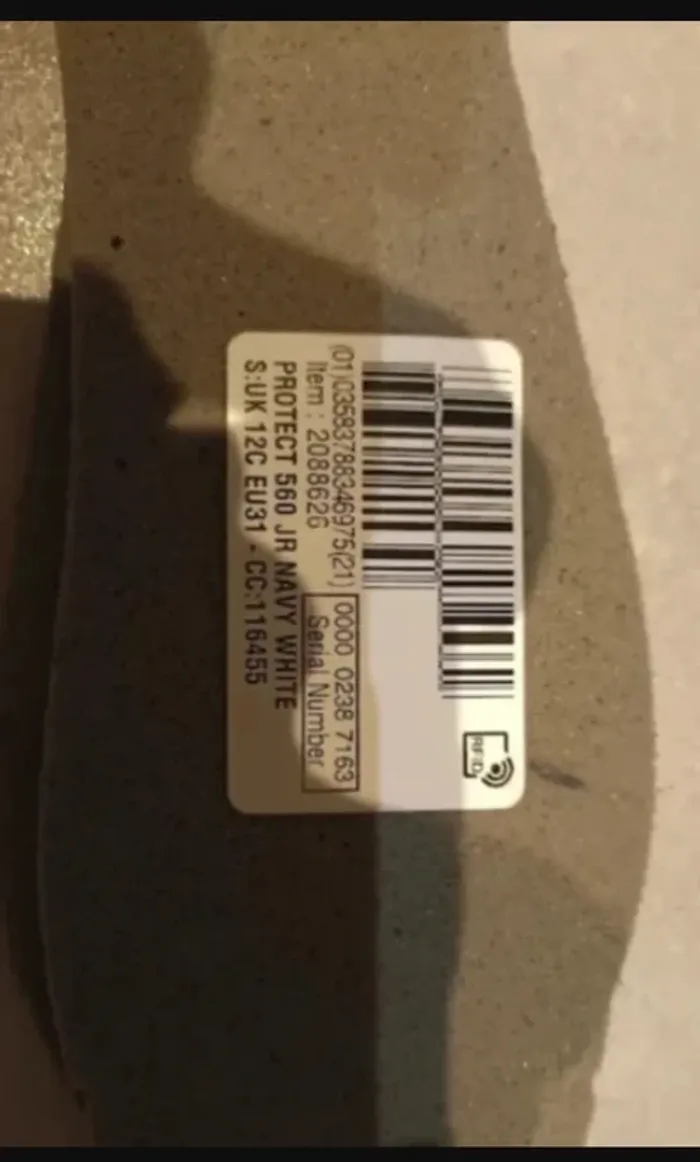 RFID
(01)03583788346975(21) 0000 0238 7163
Item : 2088626 Serial Number
PROTECT 560 JR NAVY WHITE
S:UK 12C EU31 - CC:116455